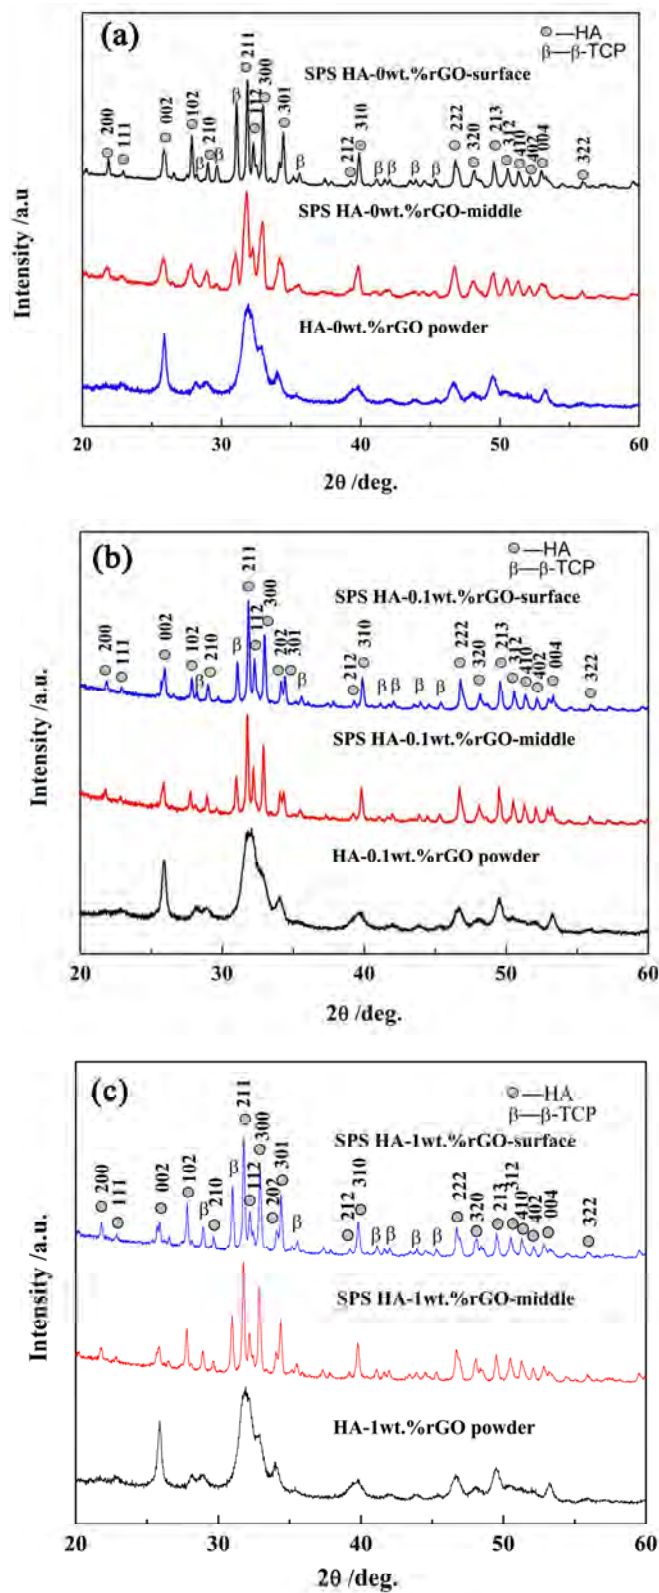 (a)
—HA
β—β-TCP
SPS HA-0wt.%rGO-surface
200
111
002
102
β
210
β
β
211
112
300
301
β
212
310
β
β
β
β
222
320
213
312
410
402
004
322
SPS HA-0wt.%rGO-middle
HA-0wt.%rGO powder
Intensity /a.u
20 30 40 50 60
2θ /deg.
(b)
—HA
β—β-TCP
SPS HA-0.1wt.%rGO-surface
200
111
002
102
β
210
β
211
112
300
202
301
β
212
310
β
β
β
β
222
320
213
312
410
402
004
322
SPS HA-0.1wt.%rGO-middle
HA-0.1wt.%rGO powder
Intensity /a.u.
20 30 40 50 60
2θ /deg.
(c)
—HA
β—β-TCP
SPS HA-1wt.%rGO-surface
200
111
002
102
β
210
β
211
112
300
202
301
β
212
310
β
β
β
β
222
320
213
312
410
402
004
322
SPS HA-1wt.%rGO-middle
HA-1wt.%rGO powder
Intensity /a.u.
20 30 40 50 60
2θ /deg.